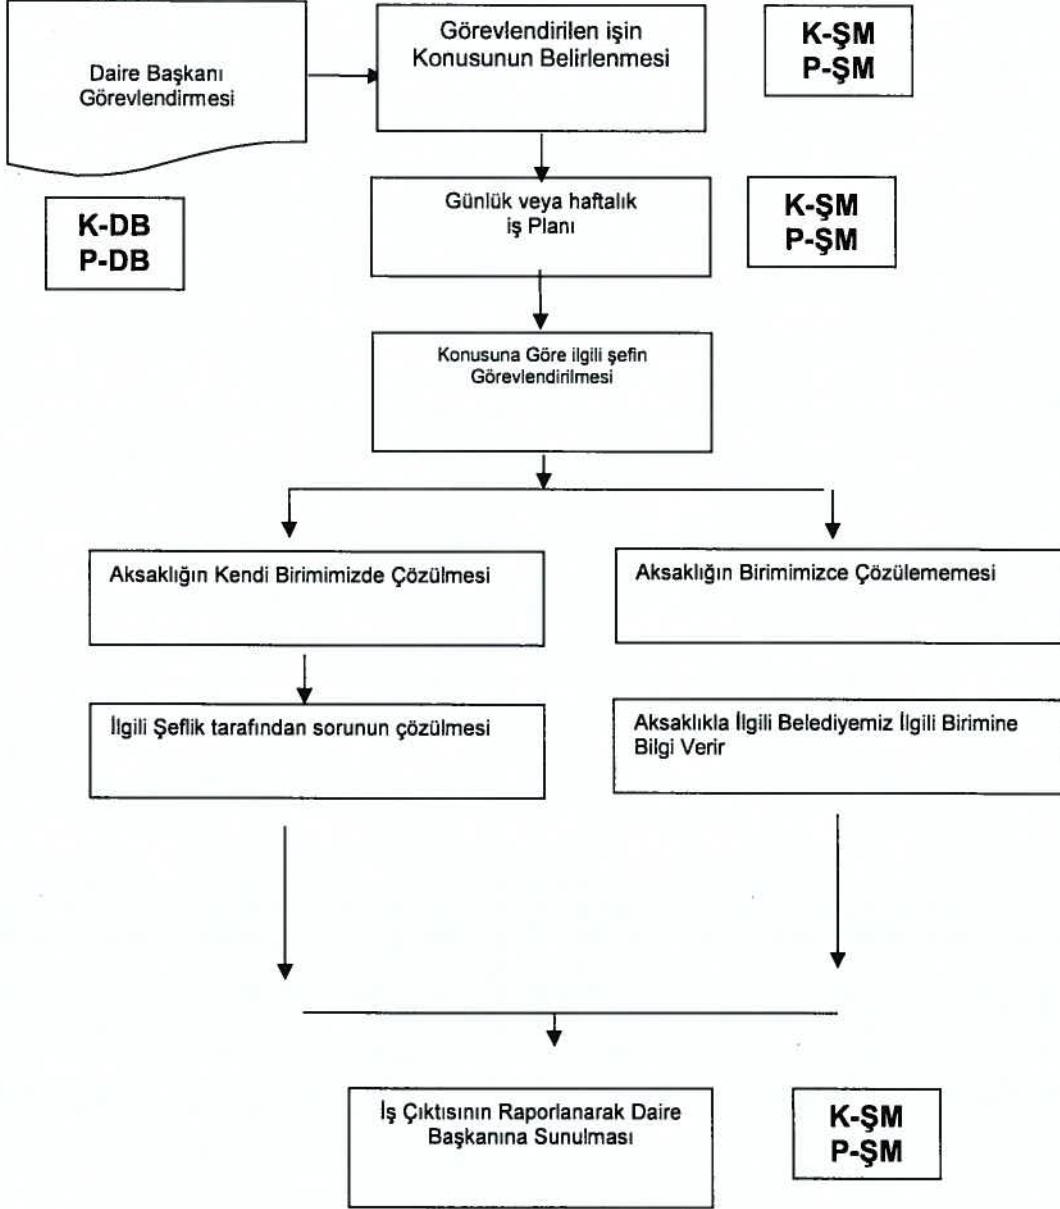 Daire Başkanı
Görevlendirmesi
Görevlendirilen işin
Konusunun Belirlenmesi
K-ŞM
P-ŞM
K-DB
P-DB
Günlük veya haftalık
iş Planı
K-ŞM
P-ŞM
Konusuna Göre ilgili şefin
Görevlendirilmesi
Aksaklığın Kendi Birimimizde Çözülmesi
Aksaklığın Birimimizce Çözülememesi
İlgili Şeflik tarafından sorunun çözülmesi
Aksaklıkla İlgili Belediyemiz İlgili Birimine
Bilgi Verir
İş Çıktısının Raporlanarak Daire
Başkanına Sunulması
K-ŞM
P-ŞM